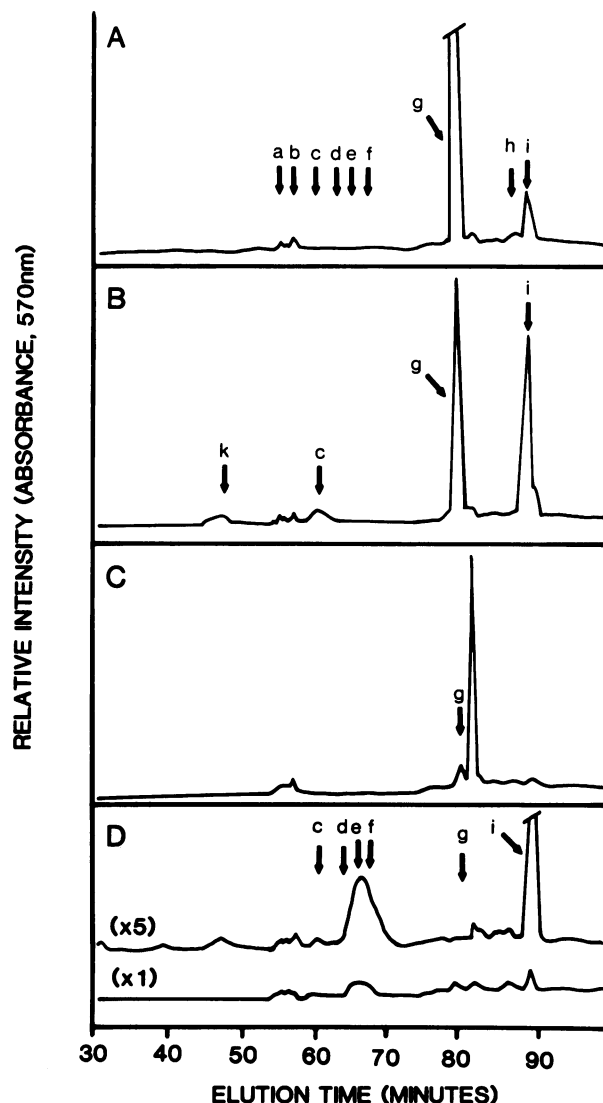 A
g
a b c d e f
h i
B
i
g
k
c
C
g
D
c d e f
g
i
(x5)
(x1)
30 40 50 60 70 80 90
ELUTION TIME (MINUTES)
RELATIVE INTENSITY (ABSORBANCE, 570nm)